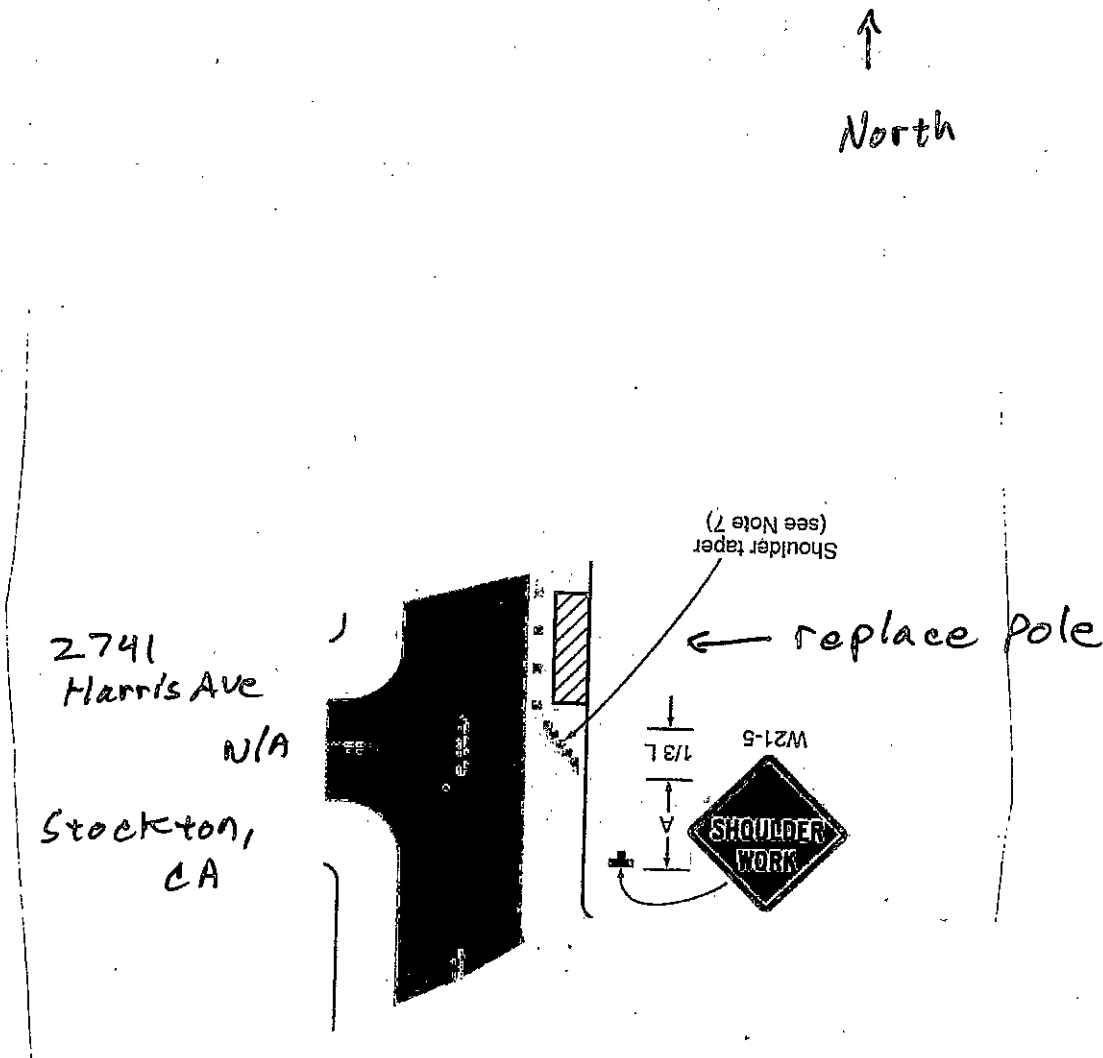 North
Shoulder taper
(see Note 7)
replace pole
2741
Harris Ave
N/A
Stockton,
CA
1/3 L
A
W21-5
SHOULDER
WORK